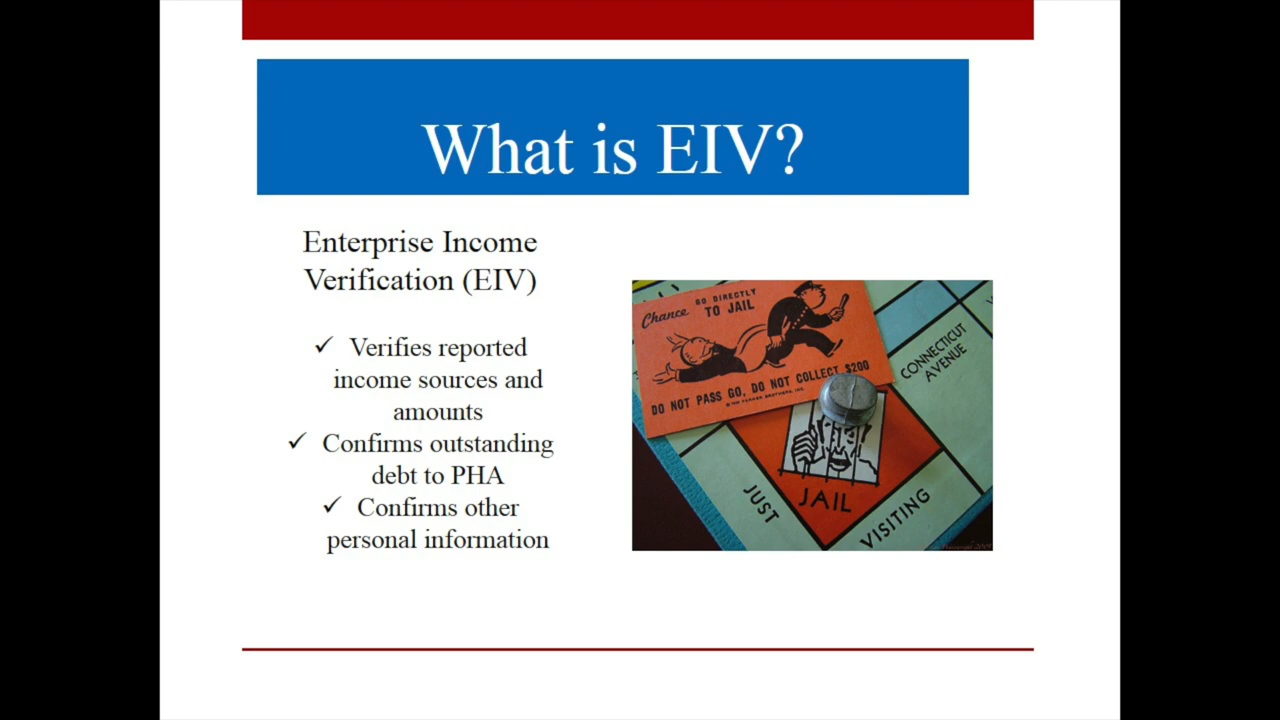 What is EIV?
Enterprise Income
Verification (EIV)
✓ Verifies reported
income sources and
amounts
✓ Confirms outstanding
debt to PHA
✓ Confirms other
personal information
Chance GO DIRECTLY
TO JAIL
DO NOT PASS GO, DO NOT COLLECT $200
CONNECTICUT
AVENUE
JAIL
JUST
VISITING